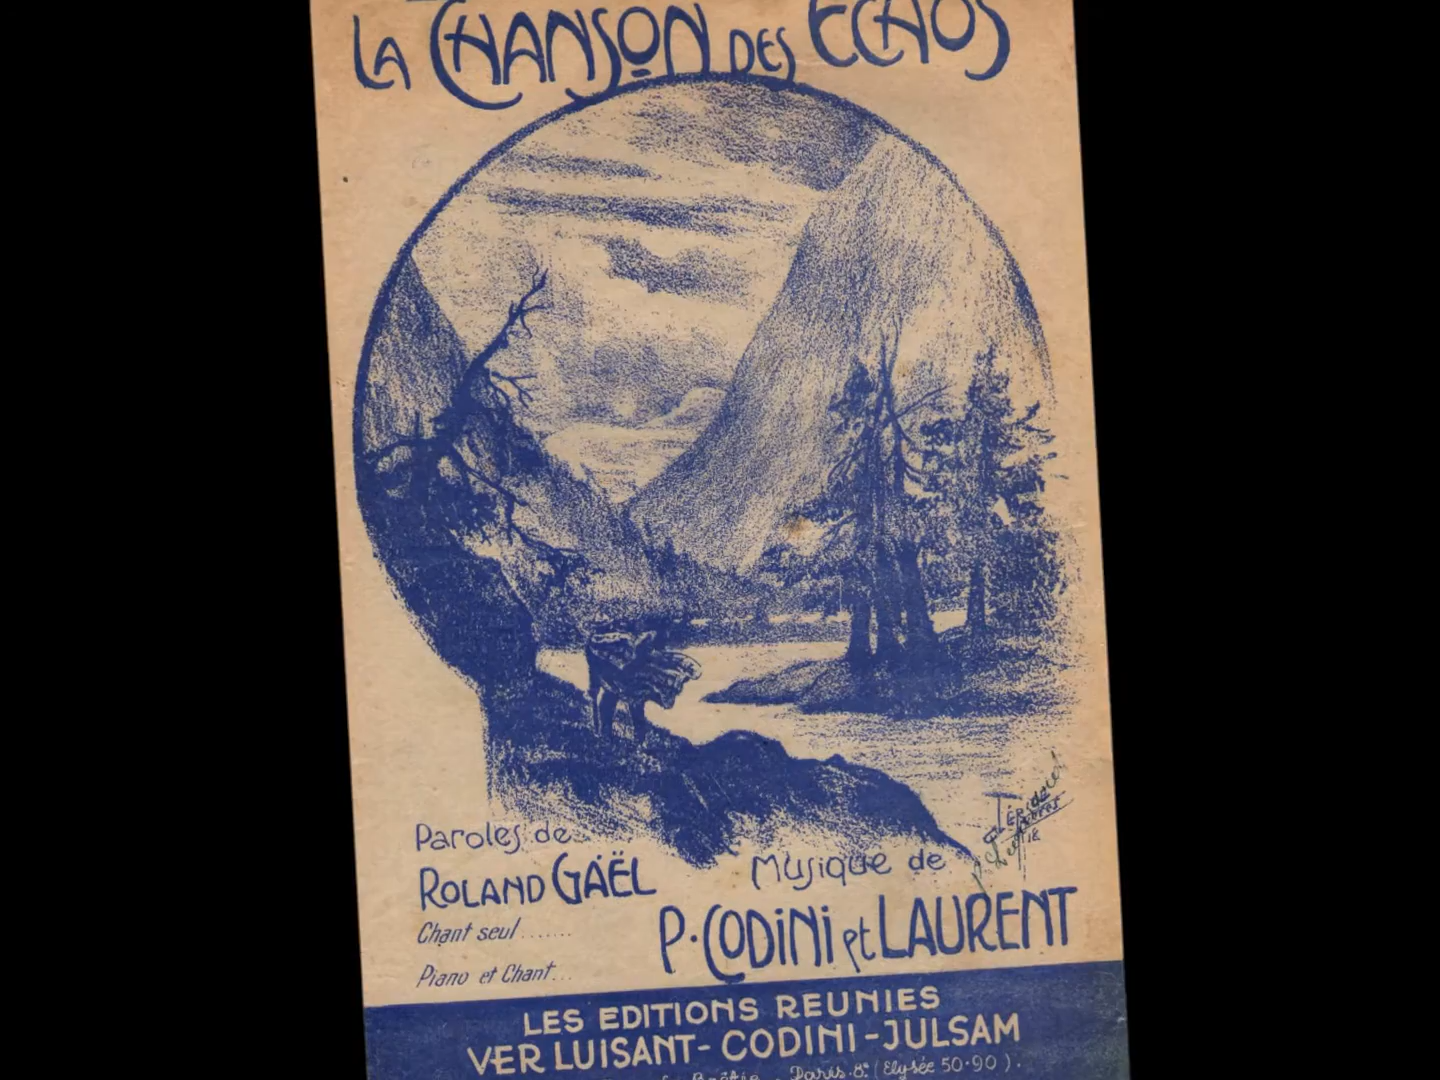 LA CHANSON DES ECHOS
Paroles de
ROLAND GAËL
Musique de
P. CODINI et LAURENT
Chant seul .......
Piano et Chant...
LES EDITIONS REUNIES
VER LUISANT - CODINI - JULSAM
Boëtie - Paris. 8e (Elysée 50-90).